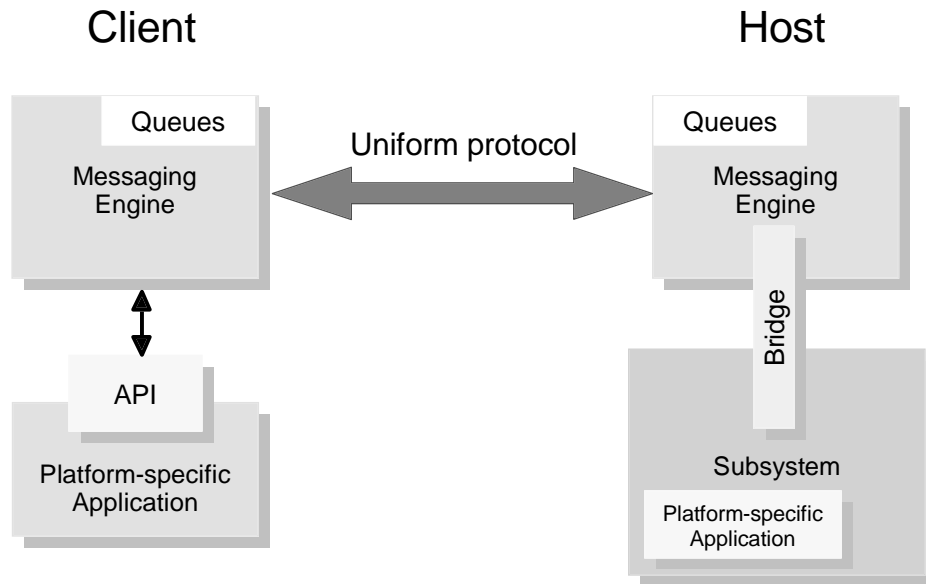 Client
Host
Queues
Messaging
Engine
Uniform protocol
Queues
Messaging
Engine
Bridge
API
Platform-specific
Application
Subsystem
Platform-specific
Application